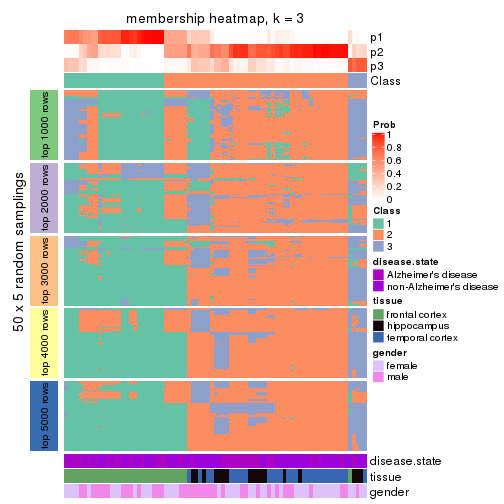 membership heatmap, k = 3
p1
p2
p3
Class
50 x 5 random samplings
top 1000 rows
top 2000 rows
top 3000 rows
top 4000 rows
top 5000 rows
disease.state
tissue
gender
Prob
1
0.8
0.6
0.4
0.2
0
Class
1
2
3
disease.state
Alzheimer's disease
non-Alzheimer's disease
tissue
frontal cortex
hippocampus
temporal cortex
gender
female
male